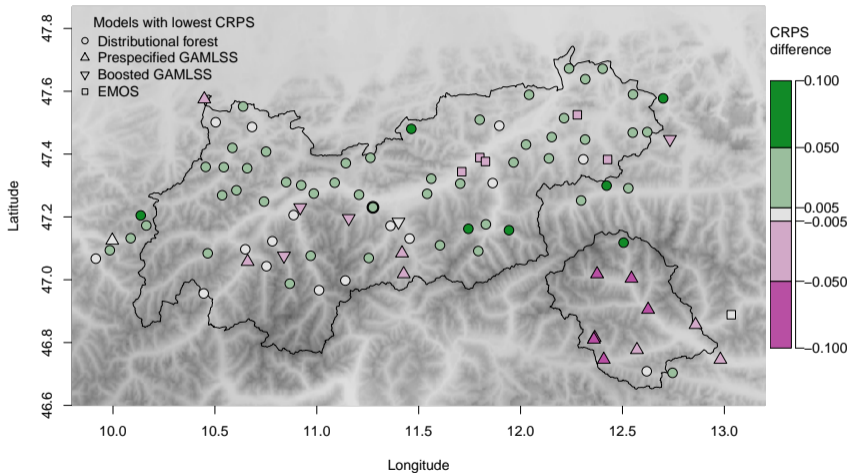 Models with lowest CRPS
Distributional forest
Prespecified GAMLSS
Boosted GAMLSS
EMOS
CRPS
difference
0.100
0.050
0.005
−0.005
−0.050
−0.100
Latitude
47.8
47.6
47.4
47.2
47.0
46.8
46.6
10.0 10.5 11.0 11.5 12.0 12.5 13.0
Longitude